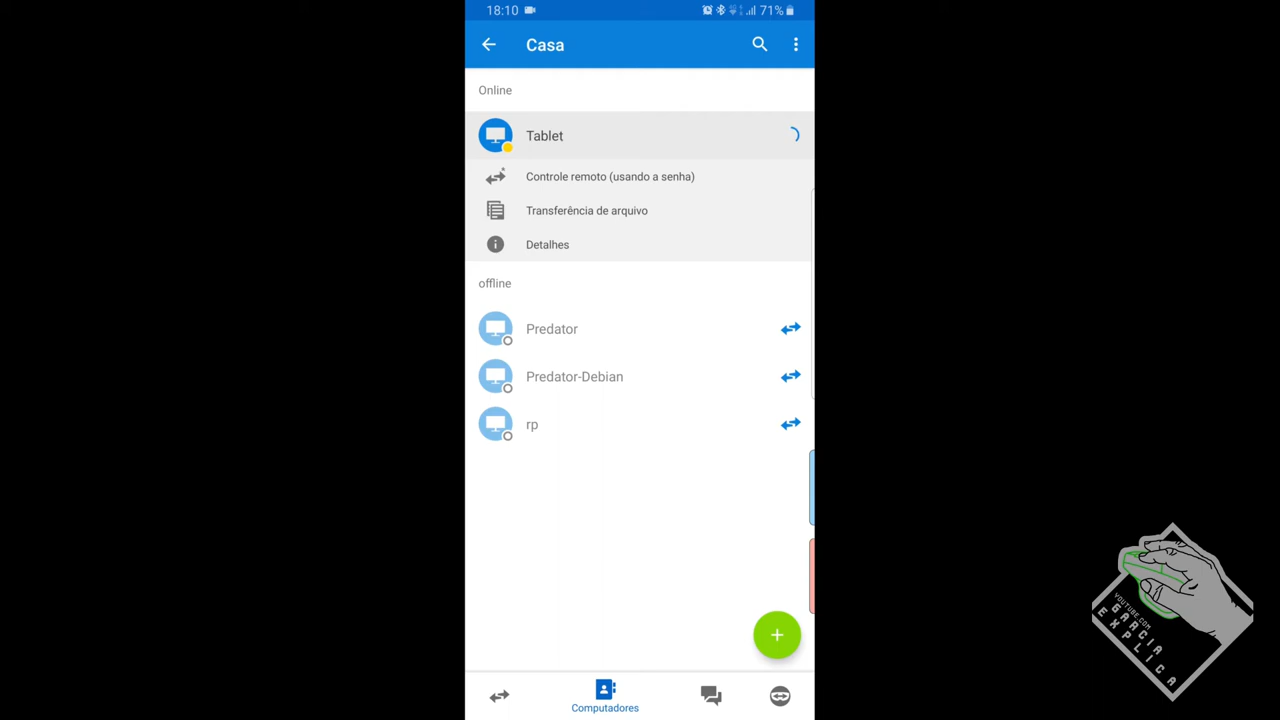 18:10
71%
Casa
Online
Tablet
Controle remoto (usando a senha)
Transferência de arquivo
Detalhes
offline
Predator
Predator-Debian
rp
Computadores
YOUTUBE.COM
GARCIA
EXPLICA